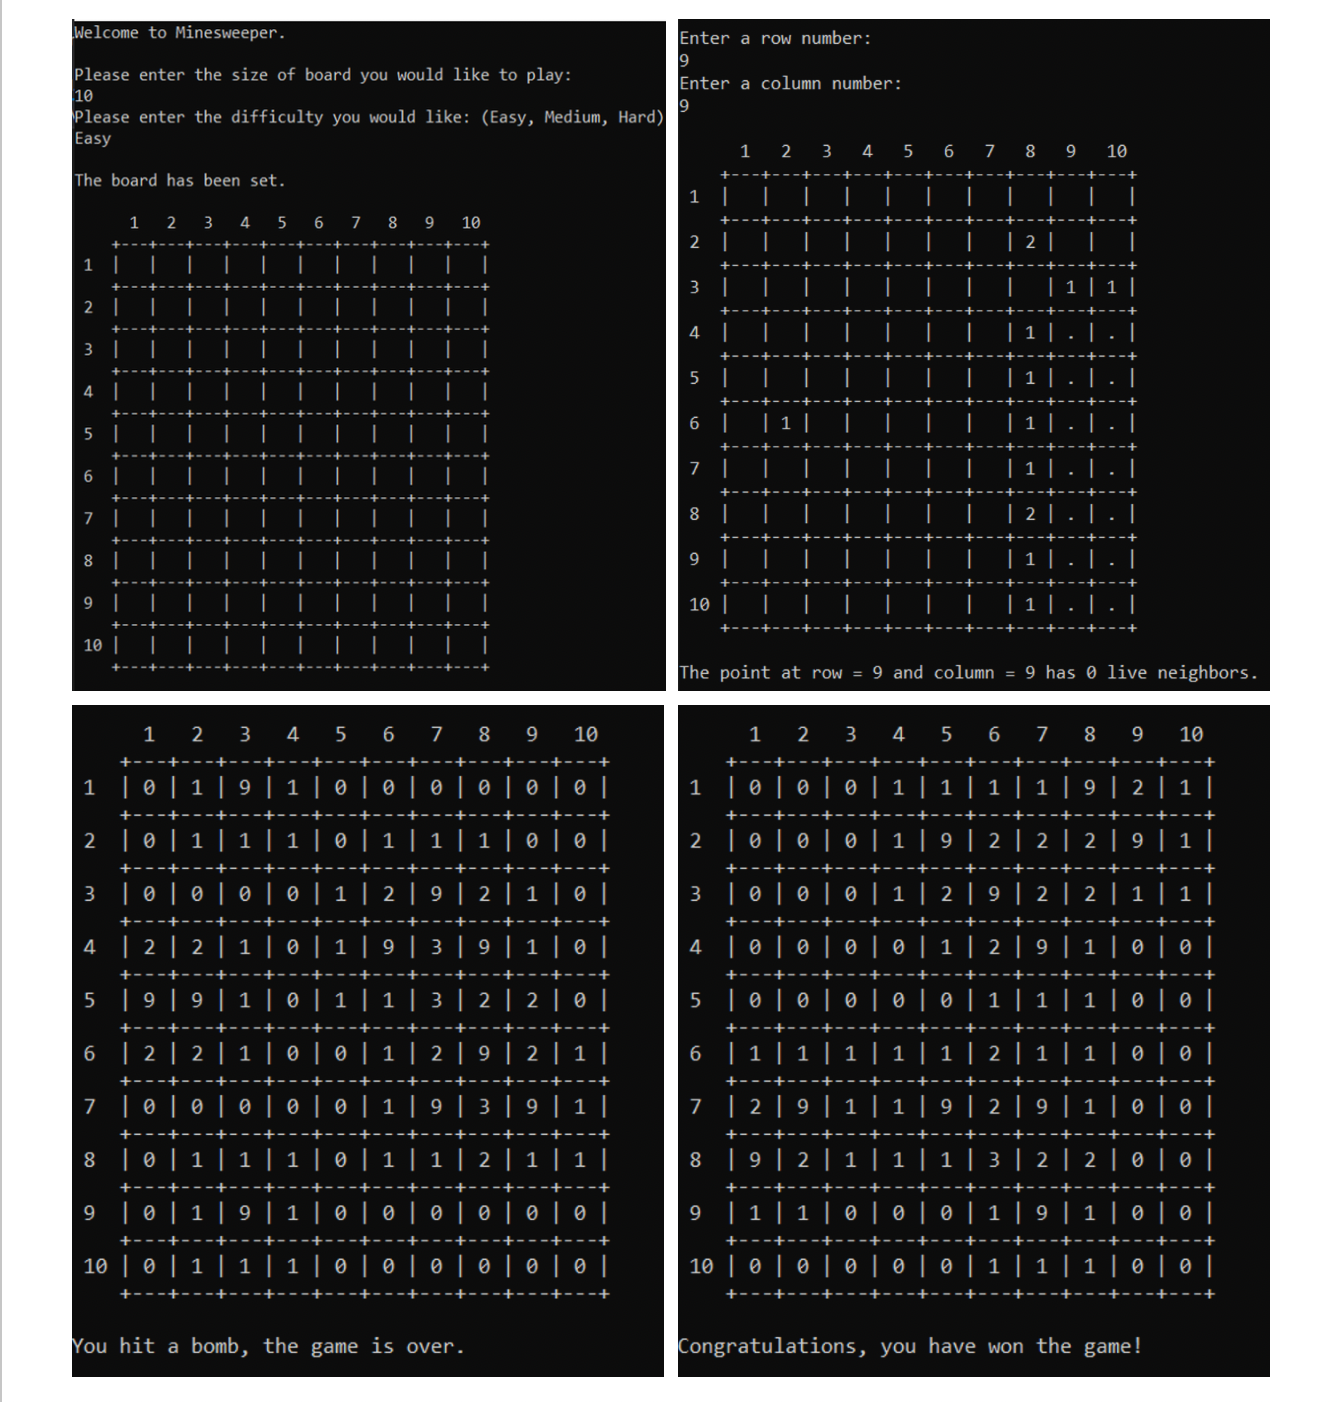 Welcome to Minesweeper.
Please enter the size of board you would like to play:
10
Please enter the difficulty you would like: (Easy, Medium, Hard)
Easy
The board has been set.
1 2 3 4 5 6 7 8 9 10
+---+---+---+---+---+---+---+---+---+---+
1 | | | | | | | | | | |
+---+---+---+---+---+---+---+---+---+---+
2 | | | | | | | | | | |
+---+---+---+---+---+---+---+---+---+---+
3 | | | | | | | | | | |
+---+---+---+---+---+---+---+---+---+---+
4 | | | | | | | | | | |
+---+---+---+---+---+---+---+---+---+---+
5 | | | | | | | | | | |
+---+---+---+---+---+---+---+---+---+---+
6 | | | | | | | | | | |
+---+---+---+---+---+---+---+---+---+---+
7 | | | | | | | | | | |
+---+---+---+---+---+---+---+---+---+---+
8 | | | | | | | | | | |
+---+---+---+---+---+---+---+---+---+---+
9 | | | | | | | | | | |
+---+---+---+---+---+---+---+---+---+---+
10 | | | | | | | | | | |
+---+---+---+---+---+---+---+---+---+---+
Enter a row number:
9
Enter a column number:
9
1 2 3 4 5 6 7 8 9 10
+---+---+---+---+---+---+---+---+---+---+
1 | | | | | | | | | | |
+---+---+---+---+---+---+---+---+---+---+
2 | | | | | | | | 2 | | |
+---+---+---+---+---+---+---+---+---+---+
3 | | | | | | | | | 1 | 1 |
+---+---+---+---+---+---+---+---+---+---+
4 | | | | | | | | 1 | . | . |
+---+---+---+---+---+---+---+---+---+---+
5 | | | | | | | | 1 | . | . |
+---+---+---+---+---+---+---+---+---+---+
6 | | 1 | | | | | | 1 | . | . |
+---+---+---+---+---+---+---+---+---+---+
7 | | | | | | | | 1 | . | . |
+---+---+---+---+---+---+---+---+---+---+
8 | | | | | | | | 2 | . | . |
+---+---+---+---+---+---+---+---+---+---+
9 | | | | | | | | 1 | . | . |
+---+---+---+---+---+---+---+---+---+---+
10 | | | | | | | | 1 | . | . |
+---+---+---+---+---+---+---+---+---+---+
The point at row = 9 and column = 9 has 0 live neighbors.
1 2 3 4 5 6 7 8 9 10
+---+---+---+---+---+---+---+---+---+---+
1 | 0 | 1 | 9 | 1 | 0 | 0 | 0 | 0 | 0 | 0 |
+---+---+---+---+---+---+---+---+---+---+
2 | 0 | 1 | 1 | 1 | 0 | 1 | 1 | 1 | 0 | 0 |
+---+---+---+---+---+---+---+---+---+---+
3 | 0 | 0 | 0 | 0 | 1 | 2 | 9 | 2 | 1 | 0 |
+---+---+---+---+---+---+---+---+---+---+
4 | 2 | 2 | 1 | 0 | 1 | 9 | 3 | 9 | 1 | 0 |
+---+---+---+---+---+---+---+---+---+---+
5 | 9 | 9 | 1 | 0 | 1 | 1 | 3 | 2 | 2 | 0 |
+---+---+---+---+---+---+---+---+---+---+
6 | 2 | 2 | 1 | 0 | 0 | 1 | 2 | 9 | 2 | 1 |
+---+---+---+---+---+---+---+---+---+---+
7 | 0 | 0 | 0 | 0 | 0 | 1 | 9 | 3 | 9 | 1 |
+---+---+---+---+---+---+---+---+---+---+
8 | 0 | 1 | 1 | 1 | 0 | 1 | 1 | 2 | 1 | 1 |
+---+---+---+---+---+---+---+---+---+---+
9 | 0 | 1 | 9 | 1 | 0 | 0 | 0 | 0 | 0 | 0 |
+---+---+---+---+---+---+---+---+---+---+
10 | 0 | 1 | 1 | 1 | 0 | 0 | 0 | 0 | 0 | 0 |
+---+---+---+---+---+---+---+---+---+---+
You hit a bomb, the game is over.
1 2 3 4 5 6 7 8 9 10
+---+---+---+---+---+---+---+---+---+---+
1 | 0 | 0 | 0 | 1 | 1 | 1 | 1 | 9 | 2 | 1 |
+---+---+---+---+---+---+---+---+---+---+
2 | 0 | 0 | 0 | 1 | 9 | 2 | 2 | 2 | 9 | 1 |
+---+---+---+---+---+---+---+---+---+---+
3 | 0 | 0 | 0 | 1 | 2 | 9 | 2 | 2 | 1 | 1 |
+---+---+---+---+---+---+---+---+---+---+
4 | 0 | 0 | 0 | 0 | 1 | 2 | 9 | 1 | 0 | 0 |
+---+---+---+---+---+---+---+---+---+---+
5 | 0 | 0 | 0 | 0 | 0 | 1 | 1 | 1 | 0 | 0 |
+---+---+---+---+---+---+---+---+---+---+
6 | 1 | 1 | 1 | 1 | 1 | 2 | 1 | 1 | 0 | 0 |
+---+---+---+---+---+---+---+---+---+---+
7 | 2 | 9 | 1 | 1 | 9 | 2 | 9 | 1 | 0 | 0 |
+---+---+---+---+---+---+---+---+---+---+
8 | 9 | 2 | 1 | 1 | 1 | 3 | 2 | 2 | 0 | 0 |
+---+---+---+---+---+---+---+---+---+---+
9 | 1 | 1 | 0 | 0 | 0 | 1 | 9 | 1 | 0 | 0 |
+---+---+---+---+---+---+---+---+---+---+
10 | 0 | 0 | 0 | 0 | 0 | 1 | 1 | 1 | 0 | 0 |
+---+---+---+---+---+---+---+---+---+---+
Congratulations, you have won the game!